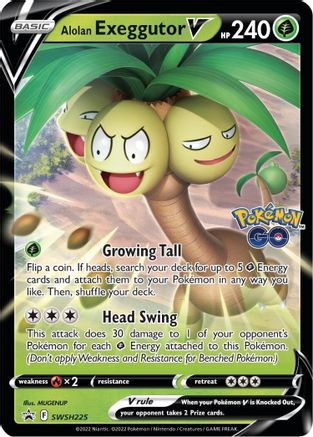 BASIC
Alolan Exeggutor V HP 240
Pokémon
GO
Growing Tall
Flip a coin. If heads, search your deck for up to 5 Energy
cards and attach them to your Pokémon in any way you
like. Then, shuffle your deck.
Head Swing
This attack does 30 damage to 1 of your opponent's
Pokémon for each Energy attached to this Pokémon.
(Don't apply Weakness and Resistance for Benched Pokémon.)
weakness × 2 resistance retreat
V rule When your Pokémon V is Knocked Out,
your opponent takes 2 Prize cards.
Illus. MUGENUP
F SWSH225
©2022 Niantic ©2022 Pokémon / Nintendo / Creatures / GAME FREAK